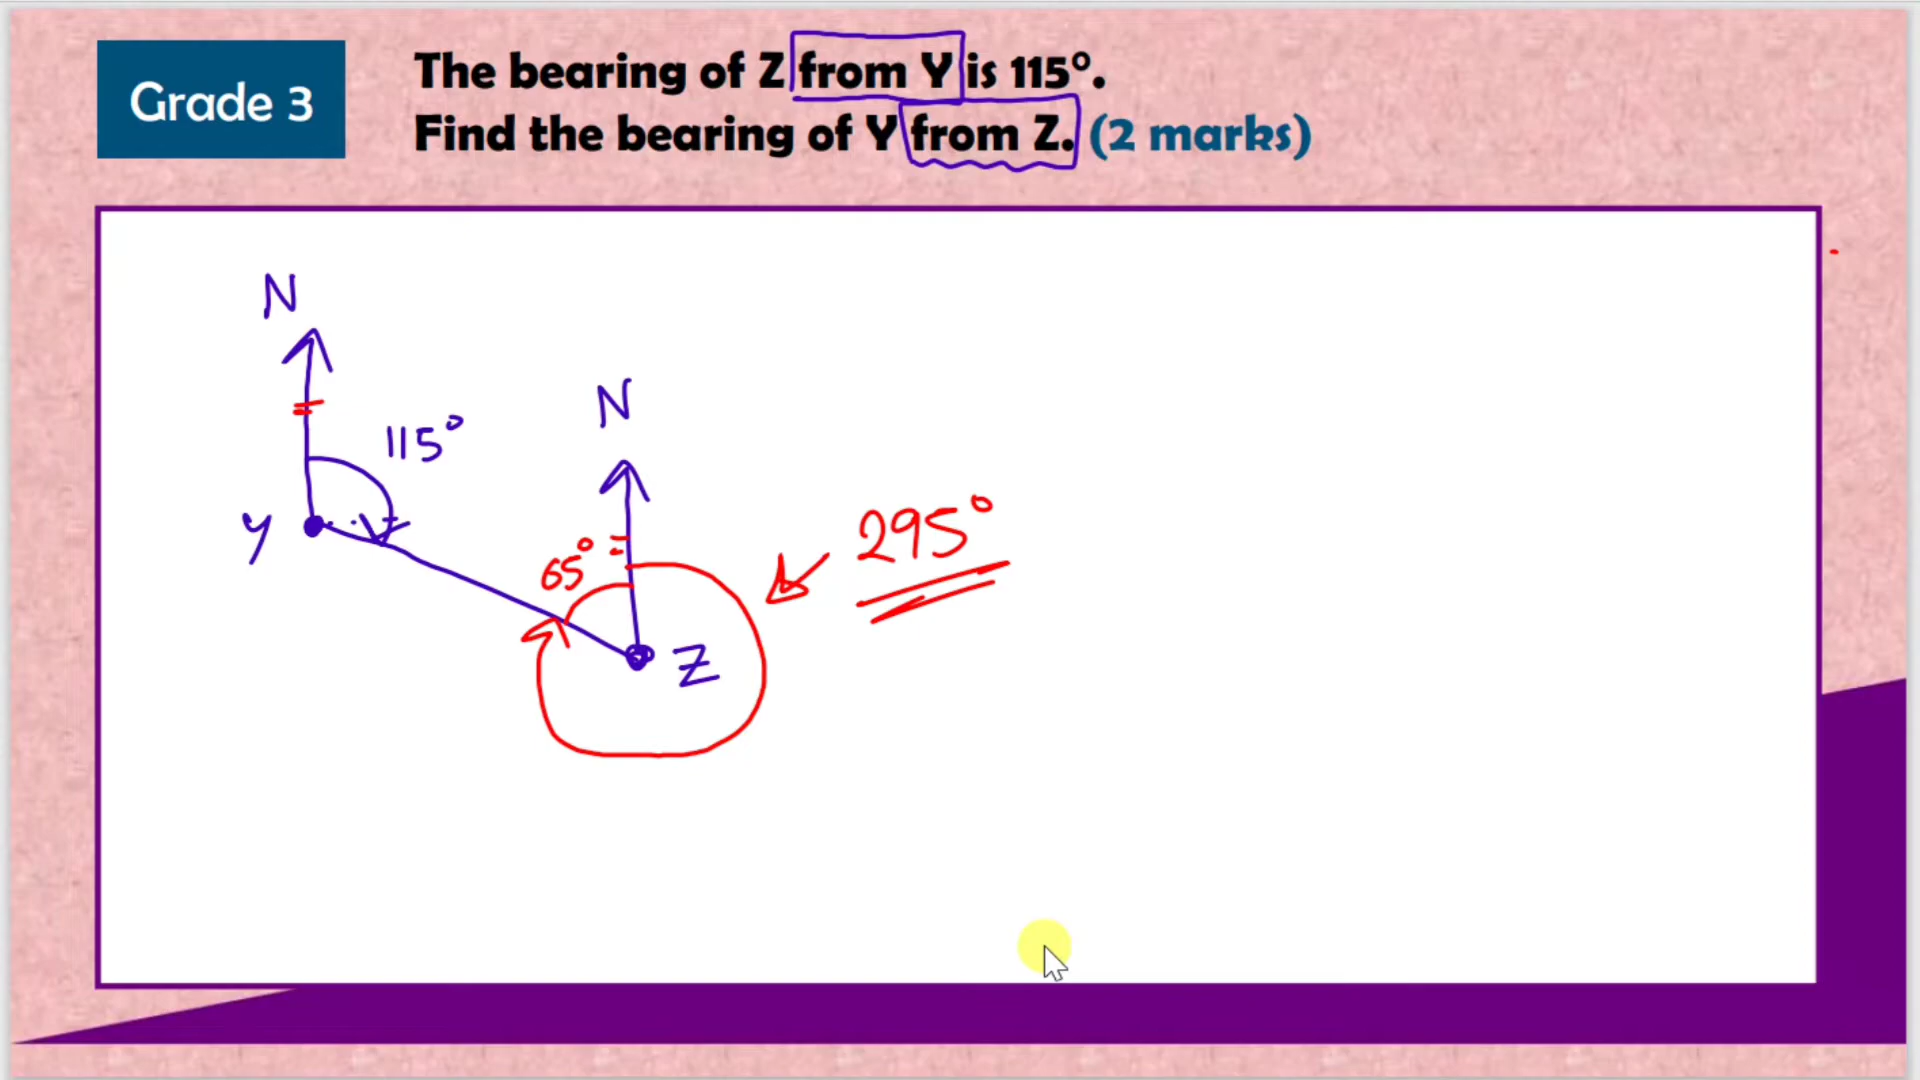 Grade 3
The bearing of Z from Y is 115°.
Find the bearing of Y from Z. (2 marks)
N
N
115°
295°
Y
65°
Z